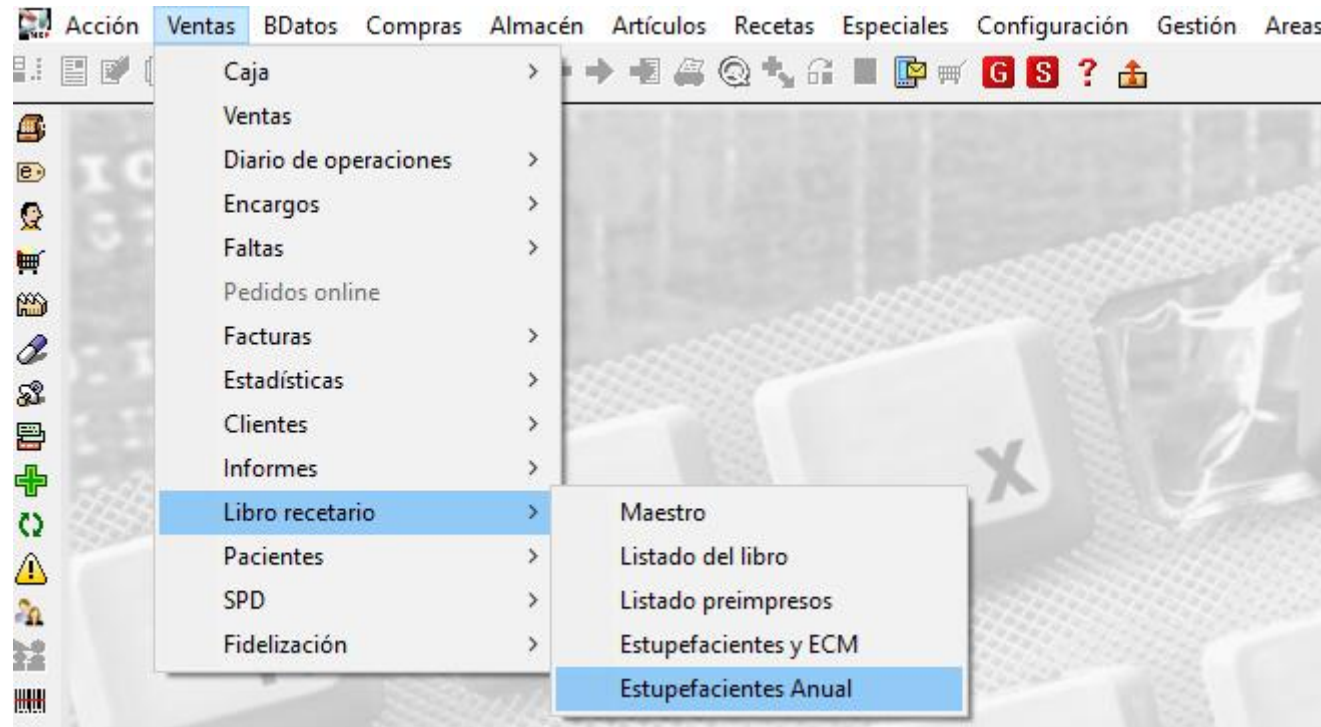 Acción Ventas BDatos Compras Almacén Artículos Recetas Especiales Configuración Gestión Areas
G S ?
Caja
Ventas
Diario de operaciones
Encargos
Faltas
Pedidos online
Facturas
Estadísticas
Clientes
Informes
Libro recetario
Pacientes
SPD
Fidelización
Maestro
Listado del libro
Listado preimpresos
Estupefacientes y ECM
Estupefacientes Anual
X